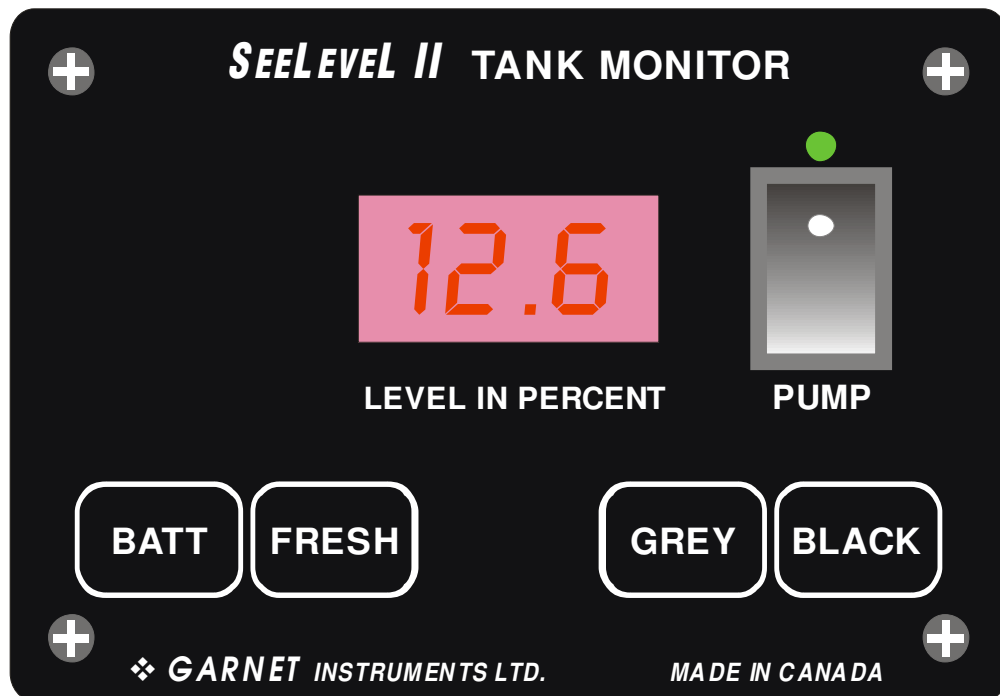 SEELEVEL II TANK MONITOR
12.6
LEVEL IN PERCENT
PUMP
BATT
FRESH
GREY
BLACK
❖ GARNET INSTRUMENTS LTD.
MADE IN CANADA